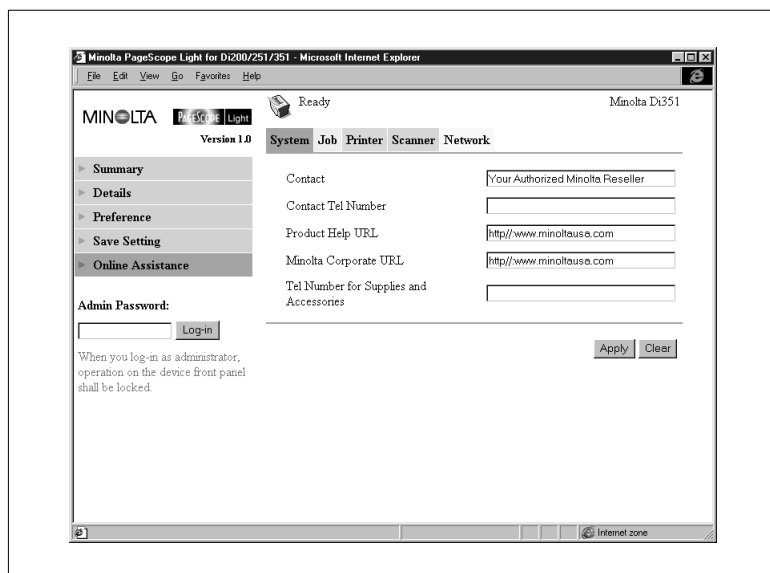 Minolta PageScope Light for Di200/251/351 - Microsoft Internet Explorer
File Edit View Go Favorites Help
MINOLTA PAGESCOPE Light
Version 1.0
Ready
Minolta Di351
System Job Printer Scanner Network
Summary
Details
Preference
Save Setting
Online Assistance
Admin Password:
Log-in
When you log-in as administrator,
operation on the device front panel
shall be locked.
Contact Your Authorized Minolta Reseller
Contact Tel Number
Product Help URL http//:www.minoltausa.com
Minolta Corporate URL http//:www.minoltausa.com
Tel Number for Supplies and
Accessories
Apply Clear
Internet zone